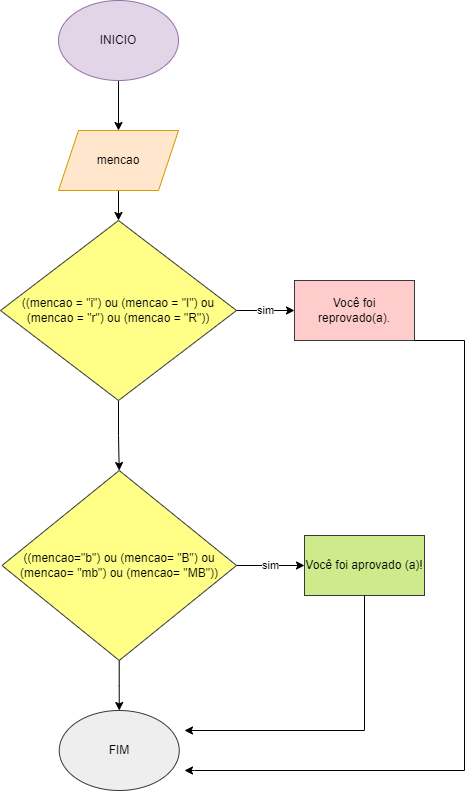 INICIO
mencao
((mencao = "i") ou (mencao = "I") ou
(mencao = "r") ou (mencao = "R"))
sim
Você foi
reprovado(a).
((mencao="b") ou (mencao= "B") ou
(mencao= "mb") ou (mencao= "MB"))
sim
Você foi aprovado (a)!
FIM